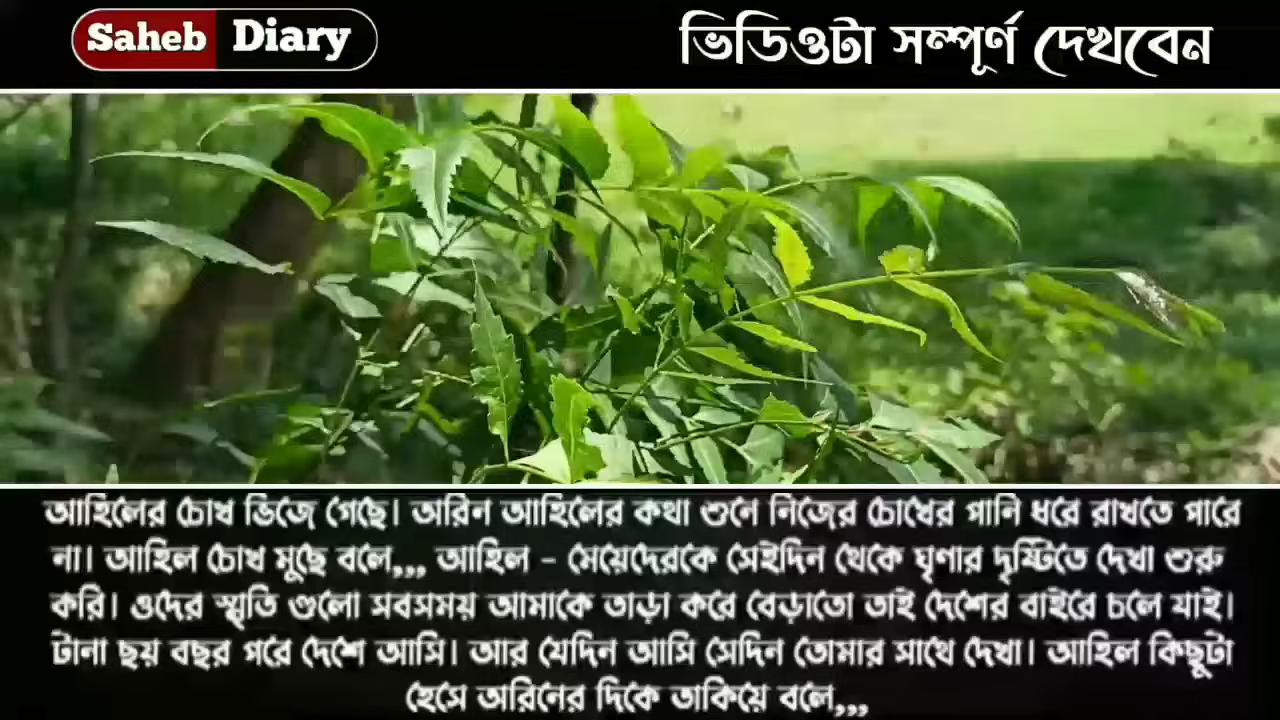 Saheb Diary
ভিডিওটা সম্পূর্ণ দেখবেন
আহিলের চোখ ভিজে গেছে। অরিন আহিলের কথা শুনে নিজের চোখের পানি ধরে রাখতে পারে
না। আহিল চোখ মুছে বলে,,, আহিল - মেয়েদেরকে সেইদিন থেকে ঘৃণার দৃষ্টিতে দেখা শুরু
করি। ওদের স্মৃতি গুলো সবসময় আমাকে তাড়া করে বেড়াতো তাই দেশের বাইরে চলে যাই।
টানা ছয় বছর পরে দেশে আসি। আর যেদিন আসি সেদিন তোমার সাথে দেখা। আহিল কিছুটা
হেসে অরিনের দিকে তাকিয়ে বলে,,,